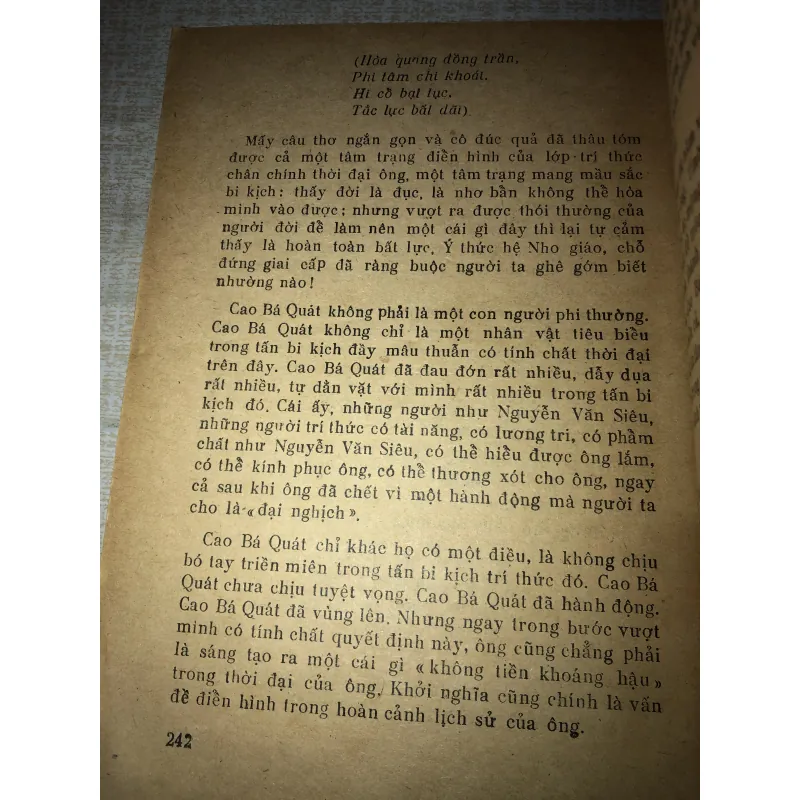 (Hòa quang đồng trần,
Phi tâm chi khoái.
Hi cổ bạt tục,
Tắc lực bất dãi)
Mấy câu thơ ngắn gọn và cô đúc quả đã thâu tóm
được cả một tâm trạng điển hình của lớp trí thức
chân chính thời đại ông, một tâm trạng mang mầu sắc
bi kịch: thấy đời là đục, là nhơ bẩn không thể hòa
mình vào được; nhưng vượt ra được thói thường của
người đời để làm nên một cái gì đây thì lại tự cảm
thấy là hoàn toàn bất lực. Ý thức hệ Nho giáo, chỗ
đứng giai cấp đã ràng buộc người ta ghê gớm biết
nhường nào!
Cao Bá Quát không phải là một con người phi thường.
Cao Bá Quát không chỉ là một nhân vật tiêu biểu
trong tấn bi kịch đầy mâu thuẫn có tính chất thời đại
trên đây. Cao Bá Quát đã đau đớn rất nhiều, dẫy dụa
rất nhiều, tự dằn vặt với mình rất nhiều trong tấn bi
kịch đó. Cái ấy, những người như Nguyễn Văn Siêu,
những người trí thức có tài năng, có lương tri, có phẩm
chất như Nguyễn Văn Siêu, có thể hiểu được ông lắm,
có thể kính phục ông, có thể thương xót cho ông, ngay
cả sau khi ông đã chết vì một hành động mà người ta
cho là «đại nghịch».
Cao Bá Quát chỉ khác họ có một điều, là không chịu
bó tay triền miên trong tấn bi kịch trí thức đó. Cao Bá
Quát chưa chịu tuyệt vọng. Cao Bá Quát đã hành động.
Cao Bá Quát đã vùng lên. Nhưng ngay trong bước vượt
mình có tính chất quyết định này, ông cũng chẳng phải
là sáng tạo ra một cái gì «không tiền khoáng hậu»
trong thời đại của ông. Khởi nghĩa cũng chính là vấn
đề điển hình trong hoàn cảnh lịch sử của ông.
242